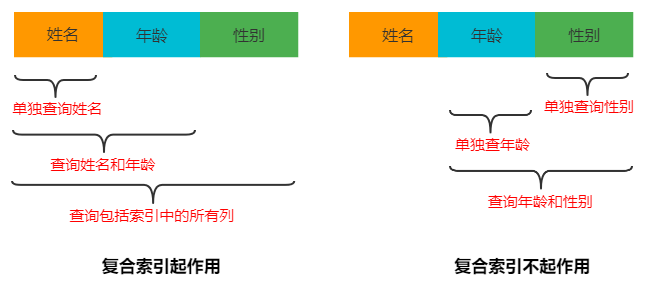 姓名 年龄 性别
单独查询姓名
查询姓名和年龄
查询包括索引中的所有列
复合索引起作用
姓名 年龄 性别
单独查询性别
单独查年龄
查询年龄和性别
复合索引不起作用